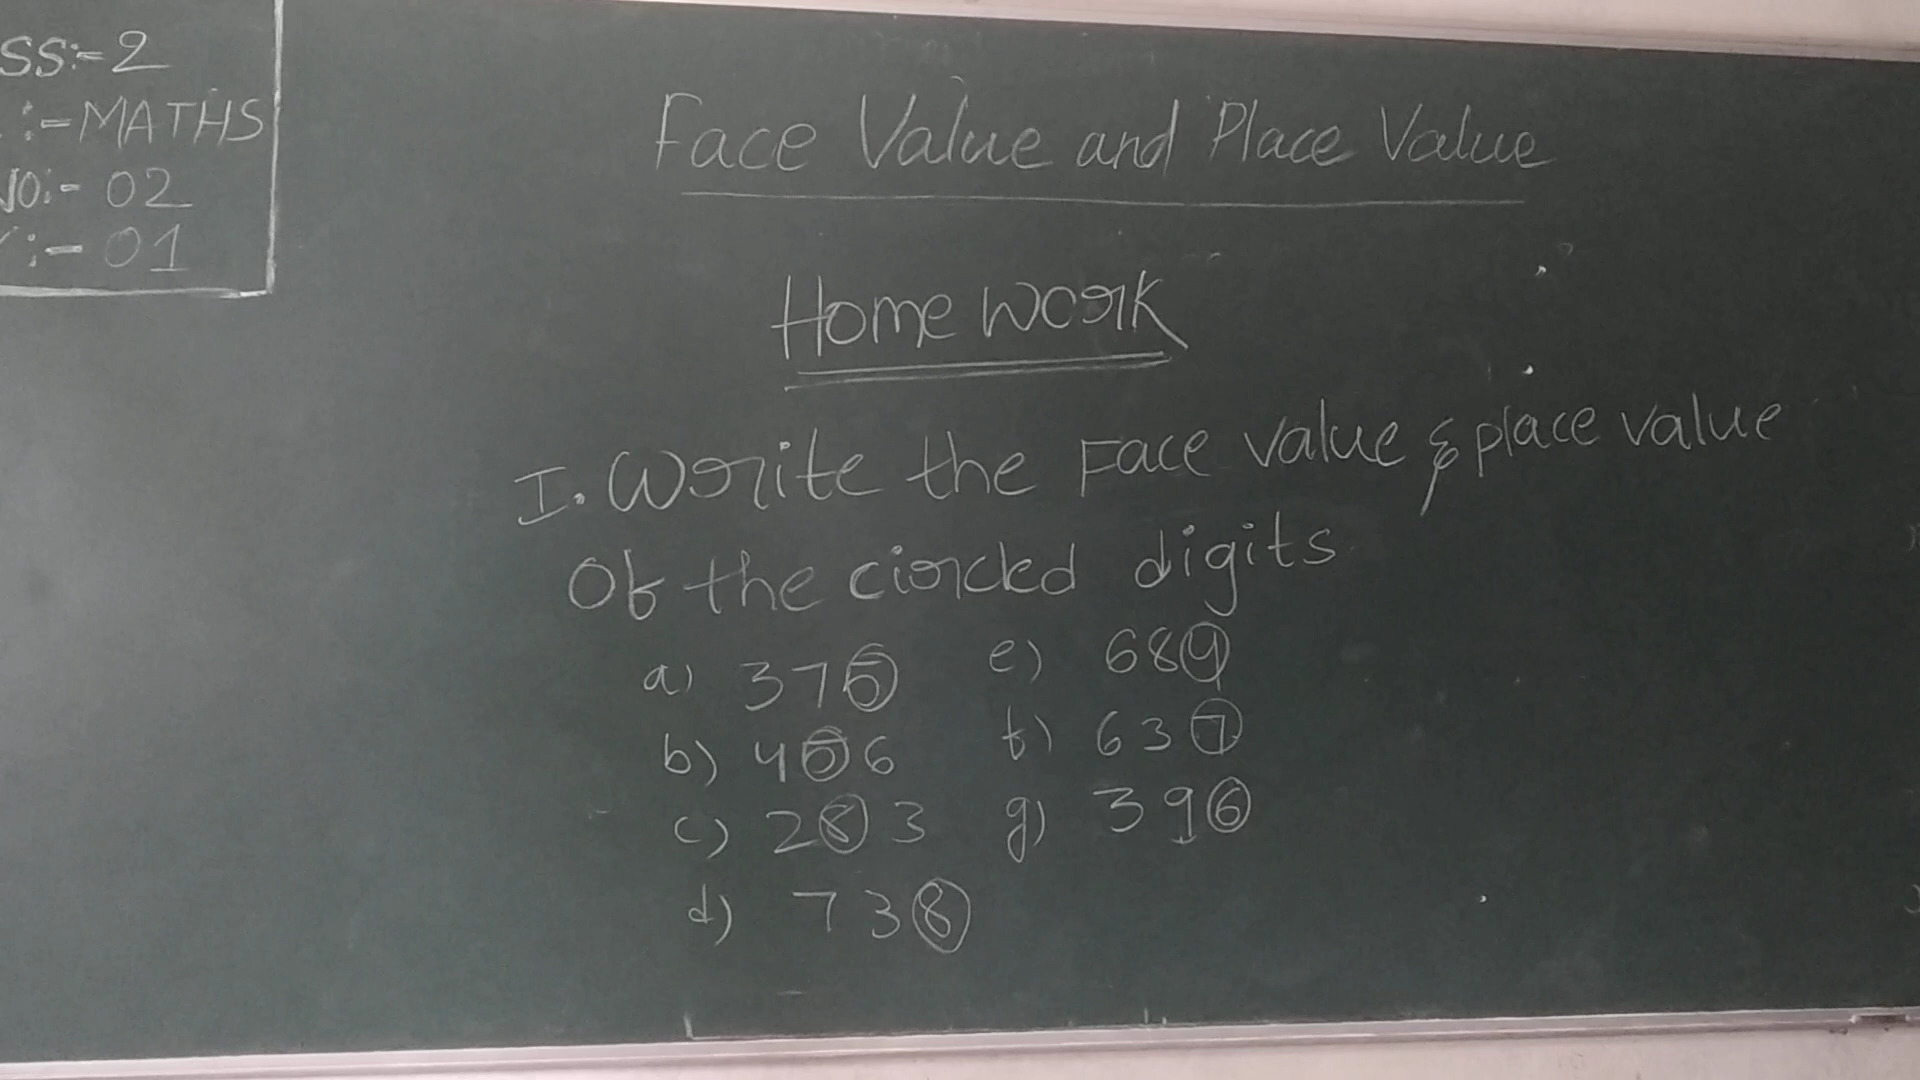 SS:-2
:-MATHS
NO:- 02
:- 01
Face Value and Place Value
Home work
I. Write the Face value & place value
Of the circled digits
a) 375
b) 456
c) 283
d) 738
e) 684
f) 637
g) 396